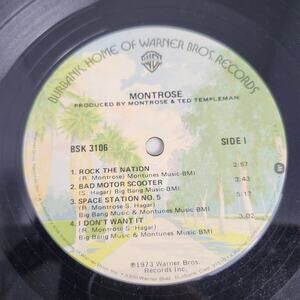 BURBANK, HOME OF WARNER BROS. RECORDS
MONTROSE
PRODUCED BY MONTROSE & TED TEMPLEMAN
BSK 3106
SIDE 1
1. ROCK THE NATION 2:57
(R. Montrose) Montunes Music-BMI
2. BAD MOTOR SCOOTER 3:43
(S. Hagar) Big Bang Music-BMI
3. SPACE STATION NO. 5 5:17
(R. Montrose-S. Hagar)
Big Bang Music & Montunes Music-BMI
4. I DON'T WANT IT 3:02
(R. Montrose-S. Hagar)
Big Bang Music & Montunes Music-BMI
℗1973 Warner Bros.
Records Inc.